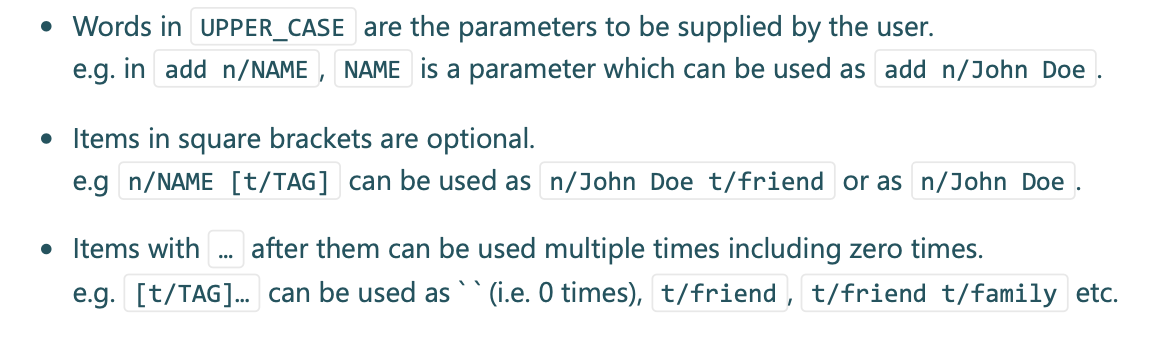 • Words in UPPER_CASE are the parameters to be supplied by the user.
e.g. in add n/NAME, NAME is a parameter which can be used as add n/John Doe.
• Items in square brackets are optional.
e.g n/NAME [t/TAG] can be used as n/John Doe t/friend or as n/John Doe.
• Items with … after them can be used multiple times including zero times.
e.g. [t/TAG]… can be used as ` ` (i.e. 0 times), t/friend, t/friend t/family etc.